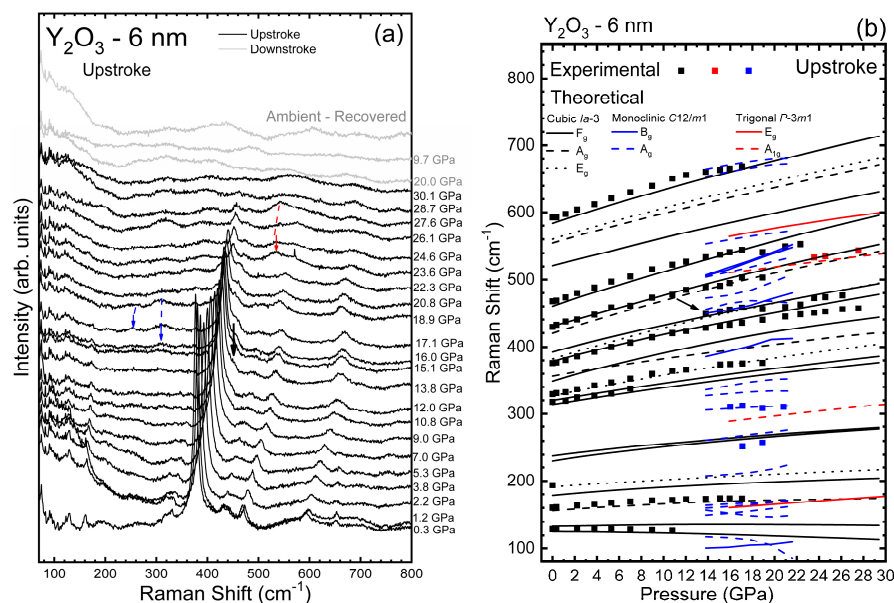 Y2O3 - 6 nm
Upstroke
Downstroke
(a)
Upstroke
Ambient - Recovered
9.7 GPa
20.0 GPa
30.1 GPa
28.7 GPa
27.6 GPa
26.1 GPa
24.6 GPa
23.6 GPa
22.3 GPa
20.8 GPa
18.9 GPa
17.1 GPa
16.0 GPa
15.1 GPa
13.8 GPa
12.0 GPa
10.8 GPa
9.0 GPa
7.0 GPa
5.3 GPa
3.8 GPa
2.2 GPa
1.2 GPa
0.3 GPa
Intensity (arb. units)
100 200 300 400 500 600 700 800
Raman Shift (cm-1)
Y2O3 - 6 nm
(b)
Experimental
Upstroke
Theoretical
Cubic Ia-3 Monoclinic C12/m1 Trigonal P-3m1
Fg Bg Eg
Ag Ag A1g
Eg
800
700
600
500
400
300
200
100
Raman Shift (cm-1)
0 2 4 6 8 10 12 14 16 18 20 22 24 26 28 30
Pressure (GPa)